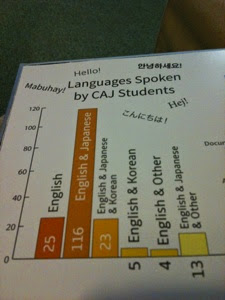 Hello!
안녕하세요!
Mabuhay!
Languages Spoken
by CAJ Students
Hej!
こんにちは!
120
100
80
60
40
20
0
English
25
English & Japanese
116
English & Japanese
& Korean
23
English & Korean
5
English & Other
4
English & Japanese
& Other
13
Docu